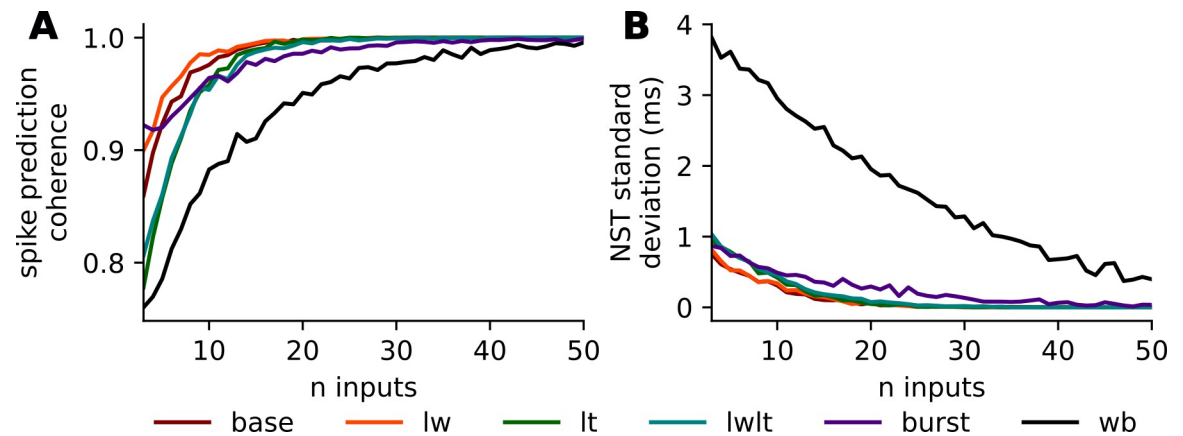 A
B
spike prediction
coherence
1.0
0.9
0.8
10 20 30 40 50
n inputs
NST standard
deviation (ms)
4
3
2
1
0
10 20 30 40 50
n inputs
base lw lt lwlt burst wb